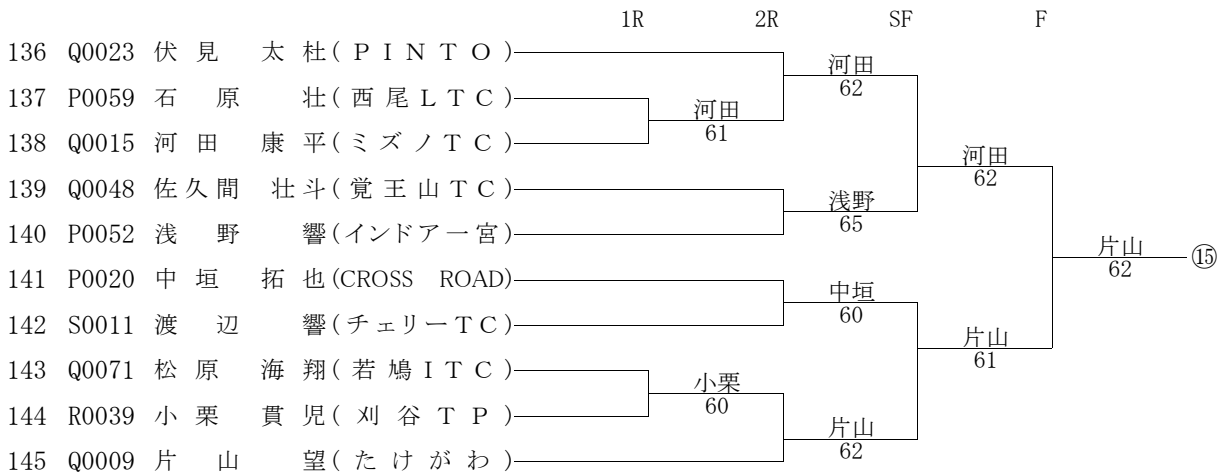 1R 2R SF F
136 Q0023 伏見 太杜(PINTO)
河田
62
137 P0059 石原 壮(西尾LTC)
河田
61
138 Q0015 河田 康平(ミズノTC)
河田
62
139 Q0048 佐久間 壮斗(覚王山TC)
浅野
65
140 P0052 浅野 響(インドアー宮)
片山
62
⑮
141 P0020 中垣 拓也(CROSS ROAD)
中垣
60
142 S0011 渡辺 響(チェリーTC)
片山
61
143 Q0071 松原 海翔(若鳩ITC)
小栗
60
144 R0039 小栗 貫児(刈谷TP)
片山
62
145 Q0009 片山 望(たけがわ)